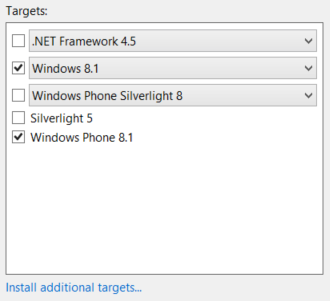 Targets:
.NET Framework 4.5
Windows 8.1
Windows Phone Silverlight 8
Silverlight 5
Windows Phone 8.1
Install additional targets...